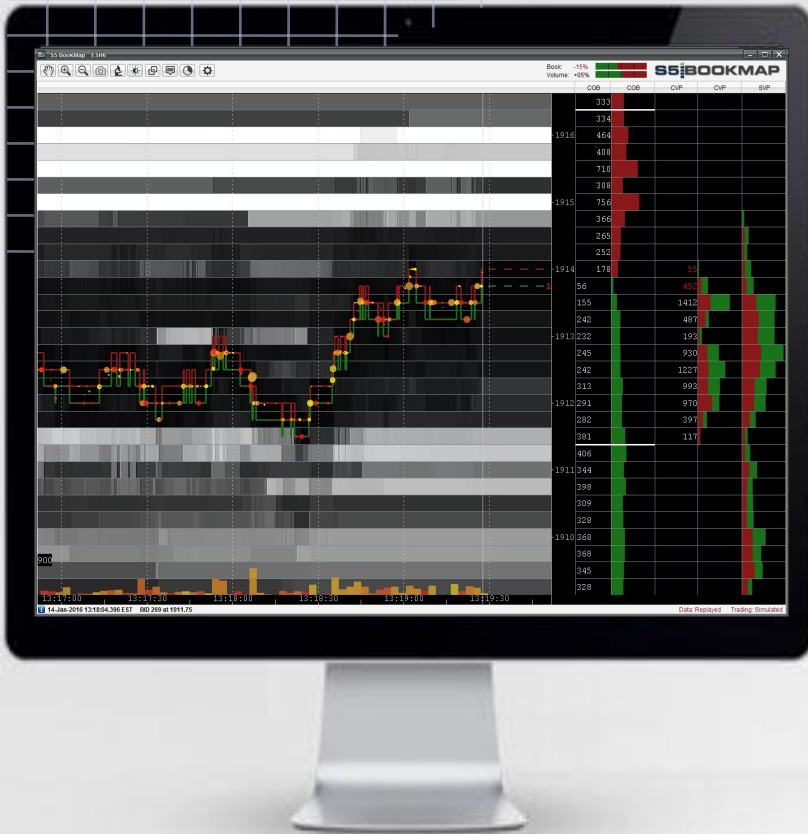 S5 BookMap - ESH6
Book: -15%
Volume: +05%
S5 BOOKMAP
COB COB CVP CVP SVP
333
334
1916 464
408
710
308
1915 756
366
265
252
1914 178 55
56 452
155 1412
242 487
1913 232 193
245 930
242 1227
313 993
1912 291 970
282 397
381 117
406
1911 344
398
309
328
1910 368
368
900 345
328
13:17:00 13:17:30 13:18:00 13:18:30 13:19:00 13:19:30
14-Jan-2016 13:18:04.396 EST BID 269 at 1911.75 Data: Replayed Trading: Simulated